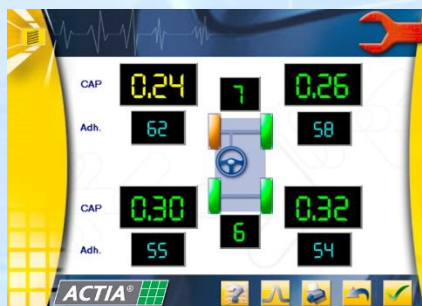 CAP 0.24 7 0.26
Adh. 62 58
CAP 0.30 0.32
6
Adh. 55 54
ACTIA®
?